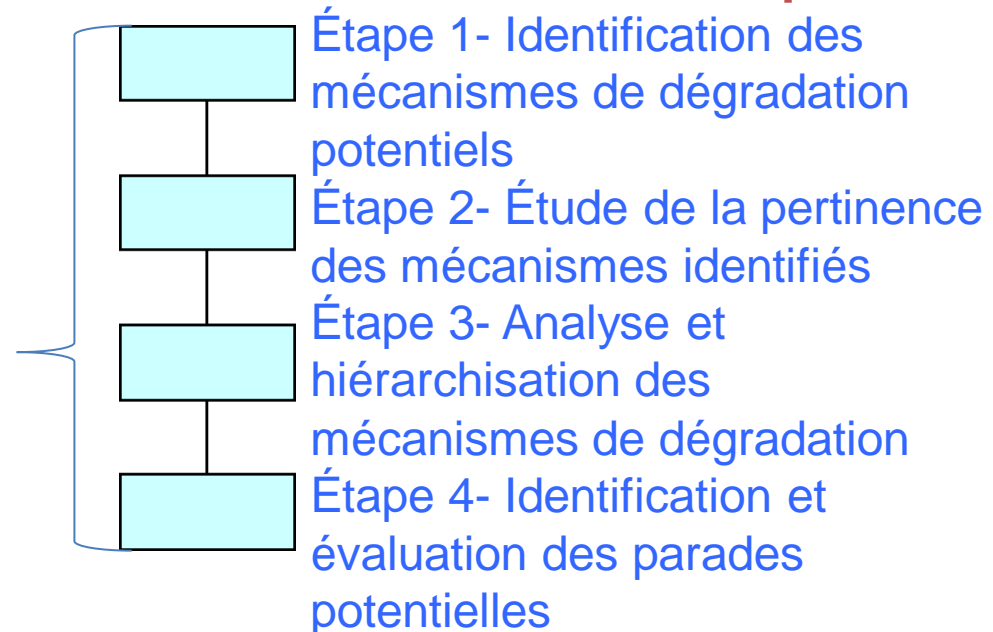 Étape 1- Identification des
mécanismes de dégradation
potentiels
Étape 2- Étude de la pertinence
des mécanismes identifiés
Étape 3- Analyse et
hiérarchisation des
mécanismes de dégradation
Étape 4- Identification et
évaluation des parades
potentielles